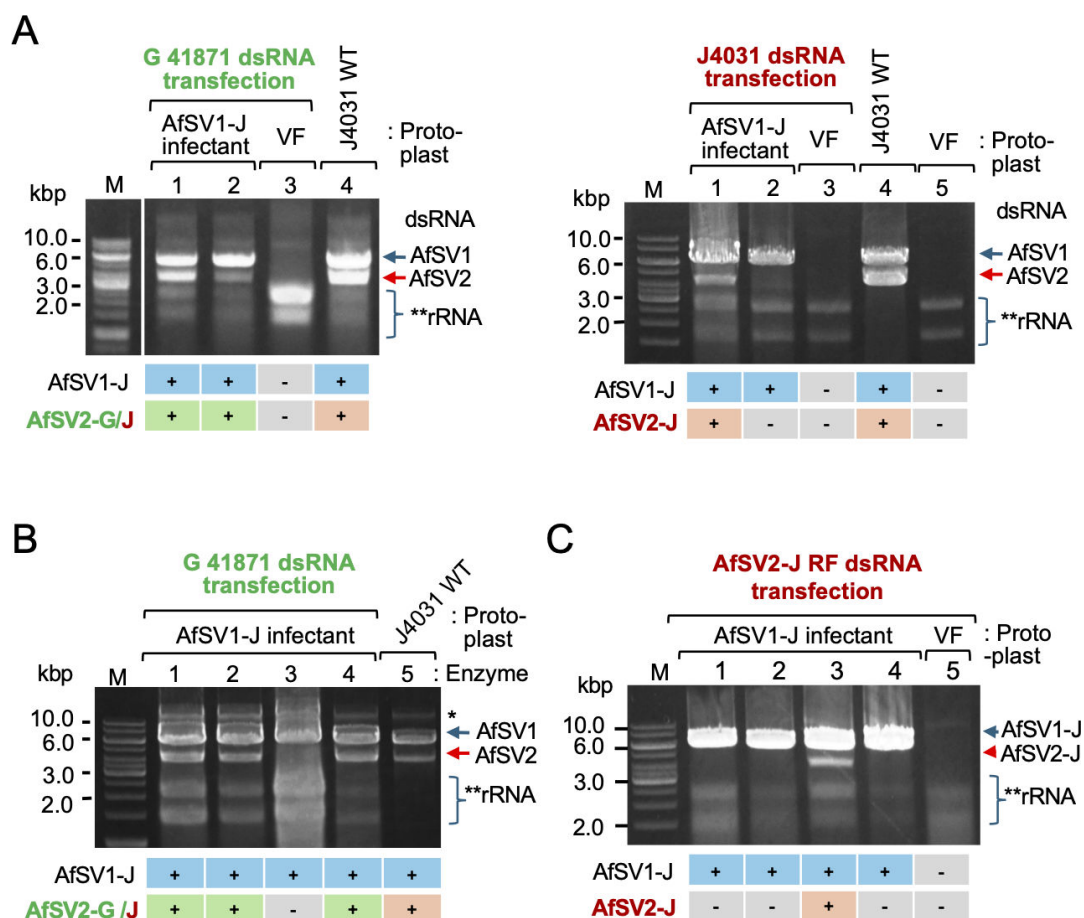 A
G 41871 dsRNA
transfection
J4031 WT
AfSV1-J
infectant
VF
: Proto-
plast
kbp
M
1
2
3
4
dsRNA
10.0
6.0
3.0
2.0
AfSV1
AfSV2
**rRNA
AfSV1-J
+ + - +
AfSV2-G/J
+ + - +
J4031 dsRNA
transfection
J4031 WT
AfSV1-J
infectant
VF
VF
: Proto-
plast
kbp
M
1
2
3
4
5
dsRNA
10.0
6.0
3.0
2.0
AfSV1
AfSV2
**rRNA
AfSV1-J
+ + - + -
AfSV2-J
+ - - + -
B
G 41871 dsRNA
transfection
J4031 WT
AfSV1-J infectant
: Proto-
plast
kbp
M
1
2
3
4
5
: Enzyme
10.0
6.0
3.0
2.0
*
AfSV1
AfSV2
**rRNA
AfSV1-J
+ + + + +
AfSV2-G /J
+ + - + +
C
AfSV2-J RF dsRNA
transfection
AfSV1-J infectant
VF
: Proto
-plast
kbp
M
1
2
3
4
5
10.0
6.0
3.0
2.0
AfSV1-J
AfSV2-J
**rRNA
AfSV1-J
+ + + + -
AfSV2-J
- - + - -